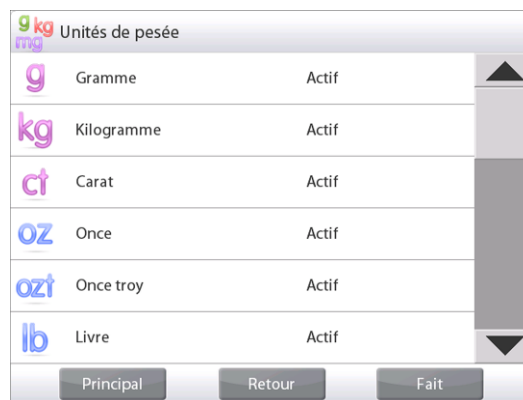 g kg mg Unités de pesée
g Gramme Actif
kg Kilogramme Actif
ct Carat Actif
oz Once Actif
ozt Once troy Actif
lb Livre Actif
Principal Retour Fait